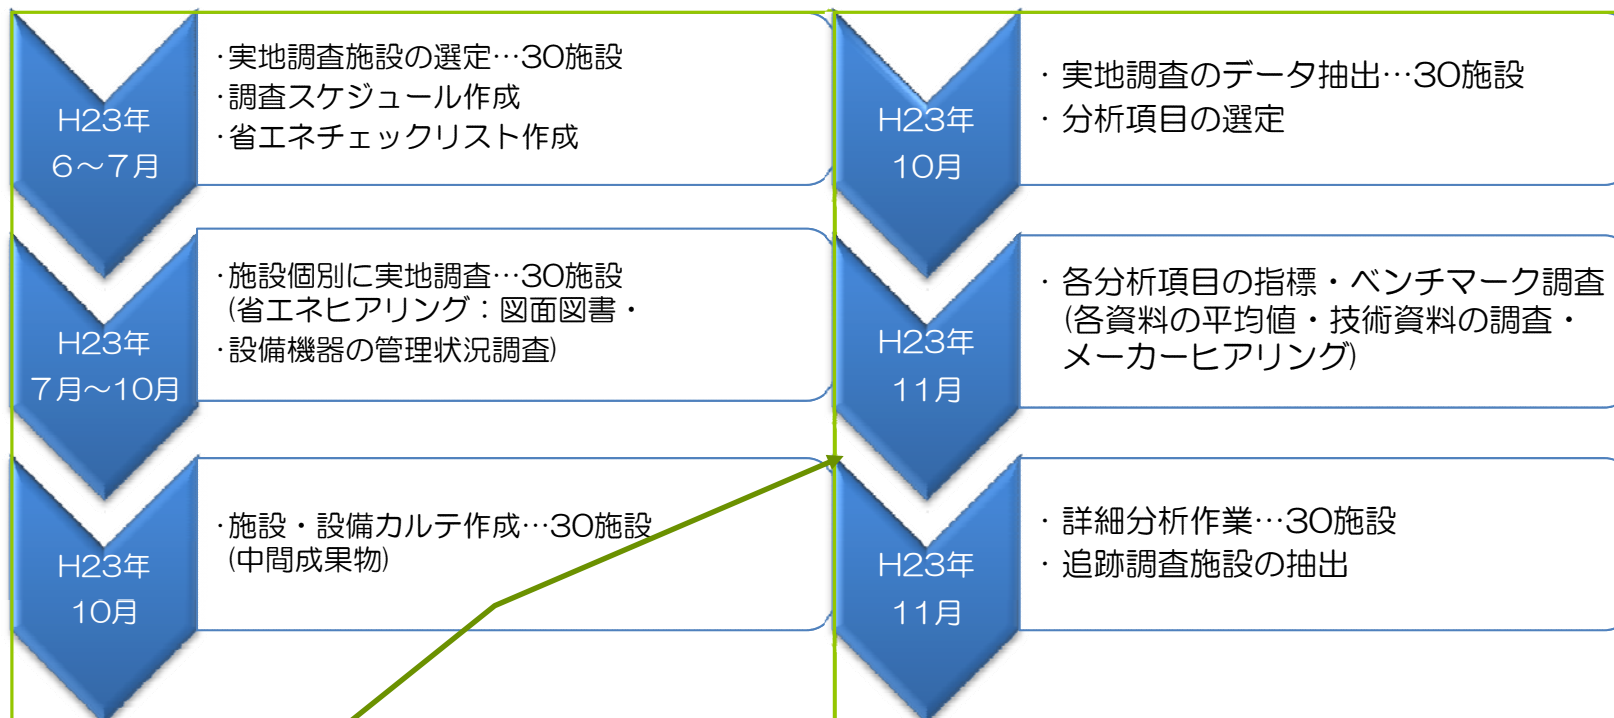 H23年
６～７月
·実地調査施設の選定…30施設
·調査スケジュール作成
·省エネチェックリスト作成
H23年
７月～10月
·施設個別に実地調査…30施設
(省エネヒアリング：図面図書・
·設備機器の管理状況調査)
H23年
10月
·施設・設備カルテ作成…30施設
(中間成果物)
H23年
10月
· 実地調査のデータ抽出…30施設
· 分析項目の選定
H23年
11月
· 各分析項目の指標・ベンチマーク調査
(各資料の平均値・技術資料の調査・
メーカーヒアリング)
H23年
11月
· 詳細分析作業…30施設
· 追跡調査施設の抽出